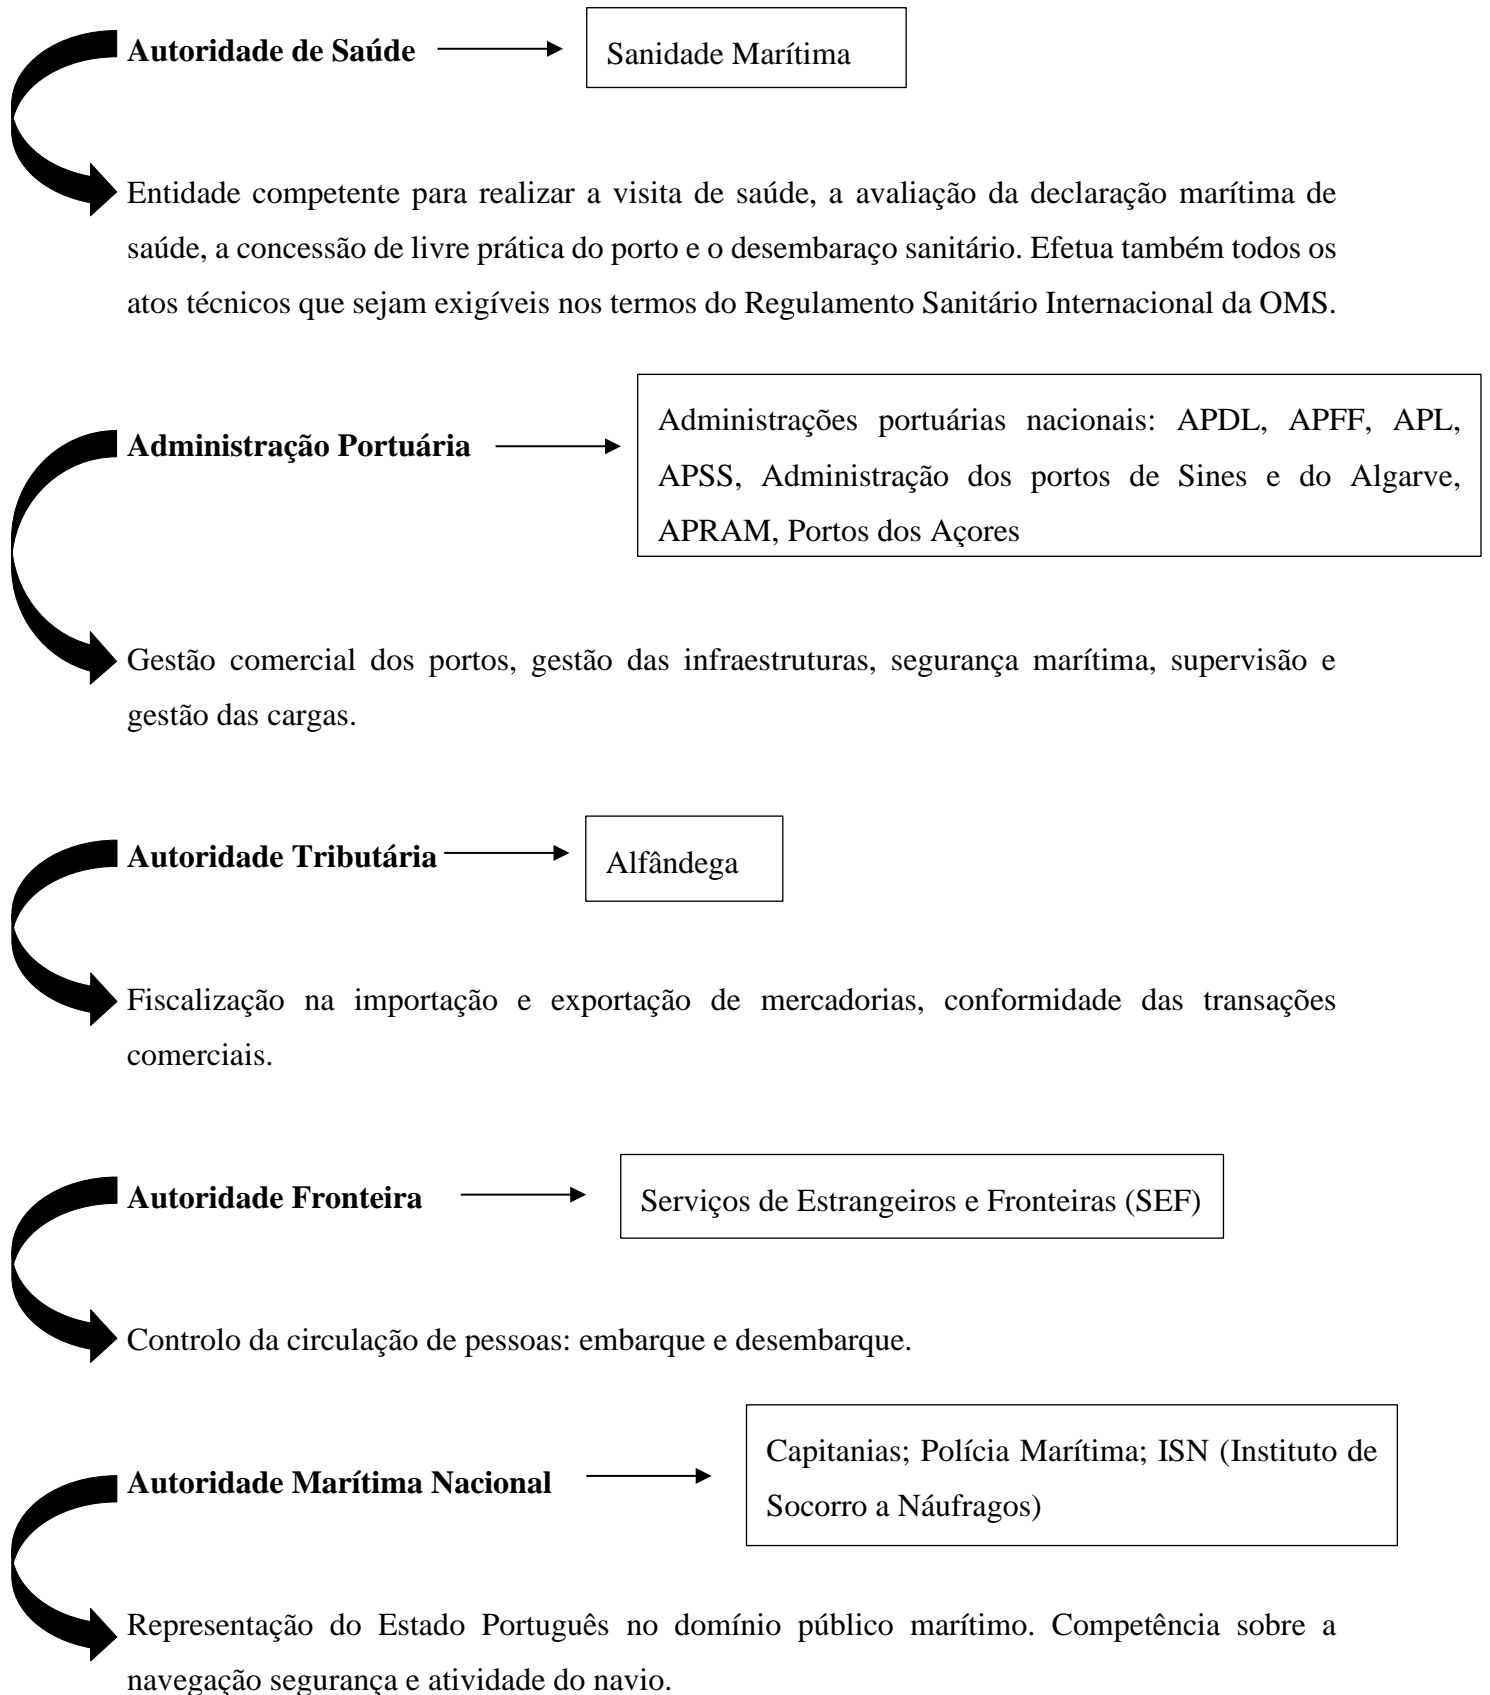 Autoridade de Saúde
Sanidade Marítima
Entidade competente para realizar a visita de saúde, a avaliação da declaração marítima de
saúde, a concessão de livre prática do porto e o desembaraço sanitário. Efetua também todos os
atos técnicos que sejam exigíveis nos termos do Regulamento Sanitário Internacional da OMS.
Administração Portuária
Administrações portuárias nacionais: APDL, APFF, APL,
APSS, Administração dos portos de Sines e do Algarve,
APRAM, Portos dos Açores
Gestão comercial dos portos, gestão das infraestruturas, segurança marítima, supervisão e
gestão das cargas.
Autoridade Tributária
Alfândega
Fiscalização na importação e exportação de mercadorias, conformidade das transações
comerciais.
Autoridade Fronteira
Serviços de Estrangeiros e Fronteiras (SEF)
Controlo da circulação de pessoas: embarque e desembarque.
Autoridade Marítima Nacional
Capitanias; Polícia Marítima; ISN (Instituto de
Socorro a Náufragos)
Representação do Estado Português no domínio público marítimo. Competência sobre a
navegação segurança e atividade do navio.